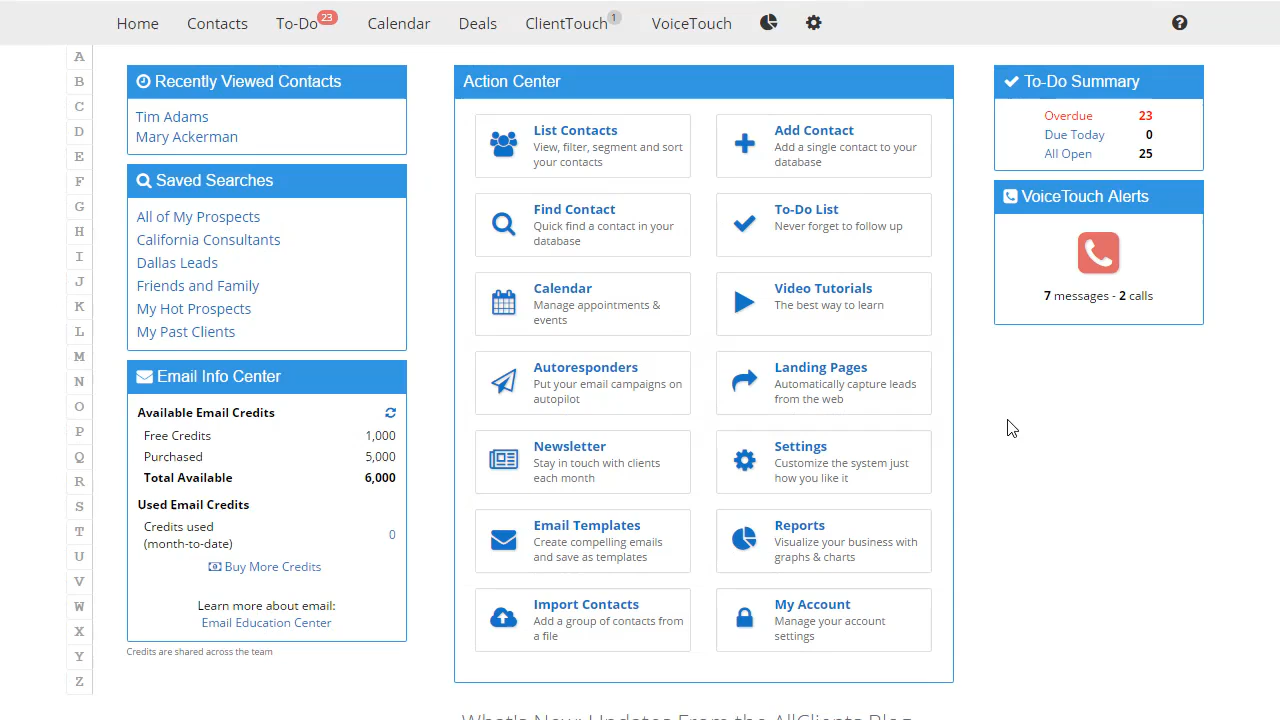 Home Contacts To-Do 23 Calendar Deals ClientTouch 1 VoiceTouch
A
B
C
D
E
F
G
H
I
J
K
L
M
N
O
P
Q
R
S
T
U
V
W
X
Y
Z
Recently Viewed Contacts
Tim Adams
Mary Ackerman
Saved Searches
All of My Prospects
California Consultants
Dallas Leads
Friends and Family
My Hot Prospects
My Past Clients
Email Info Center
Available Email Credits
Free Credits 1,000
Purchased 5,000
Total Available 6,000
Used Email Credits
Credits used
(month-to-date) 0
Buy More Credits
Learn more about email:
Email Education Center
Credits are shared across the team
Action Center
List Contacts
View, filter, segment and sort
your contacts
Add Contact
Add a single contact to your
database
Find Contact
Quick find a contact in your
database
To-Do List
Never forget to follow up
Calendar
Manage appointments &
events
Video Tutorials
The best way to learn
Autoresponders
Put your email campaigns on
autopilot
Landing Pages
Automatically capture leads
from the web
Newsletter
Stay in touch with clients
each month
Settings
Customize the system just
how you like it
Email Templates
Create compelling emails
and save as templates
Reports
Visualize your business with
graphs & charts
Import Contacts
Add a group of contacts from
a file
My Account
Manage your account
settings
What's New: Updates From the AllClients Blog
To-Do Summary
Overdue 23
Due Today 0
All Open 25
VoiceTouch Alerts
7 messages - 2 calls